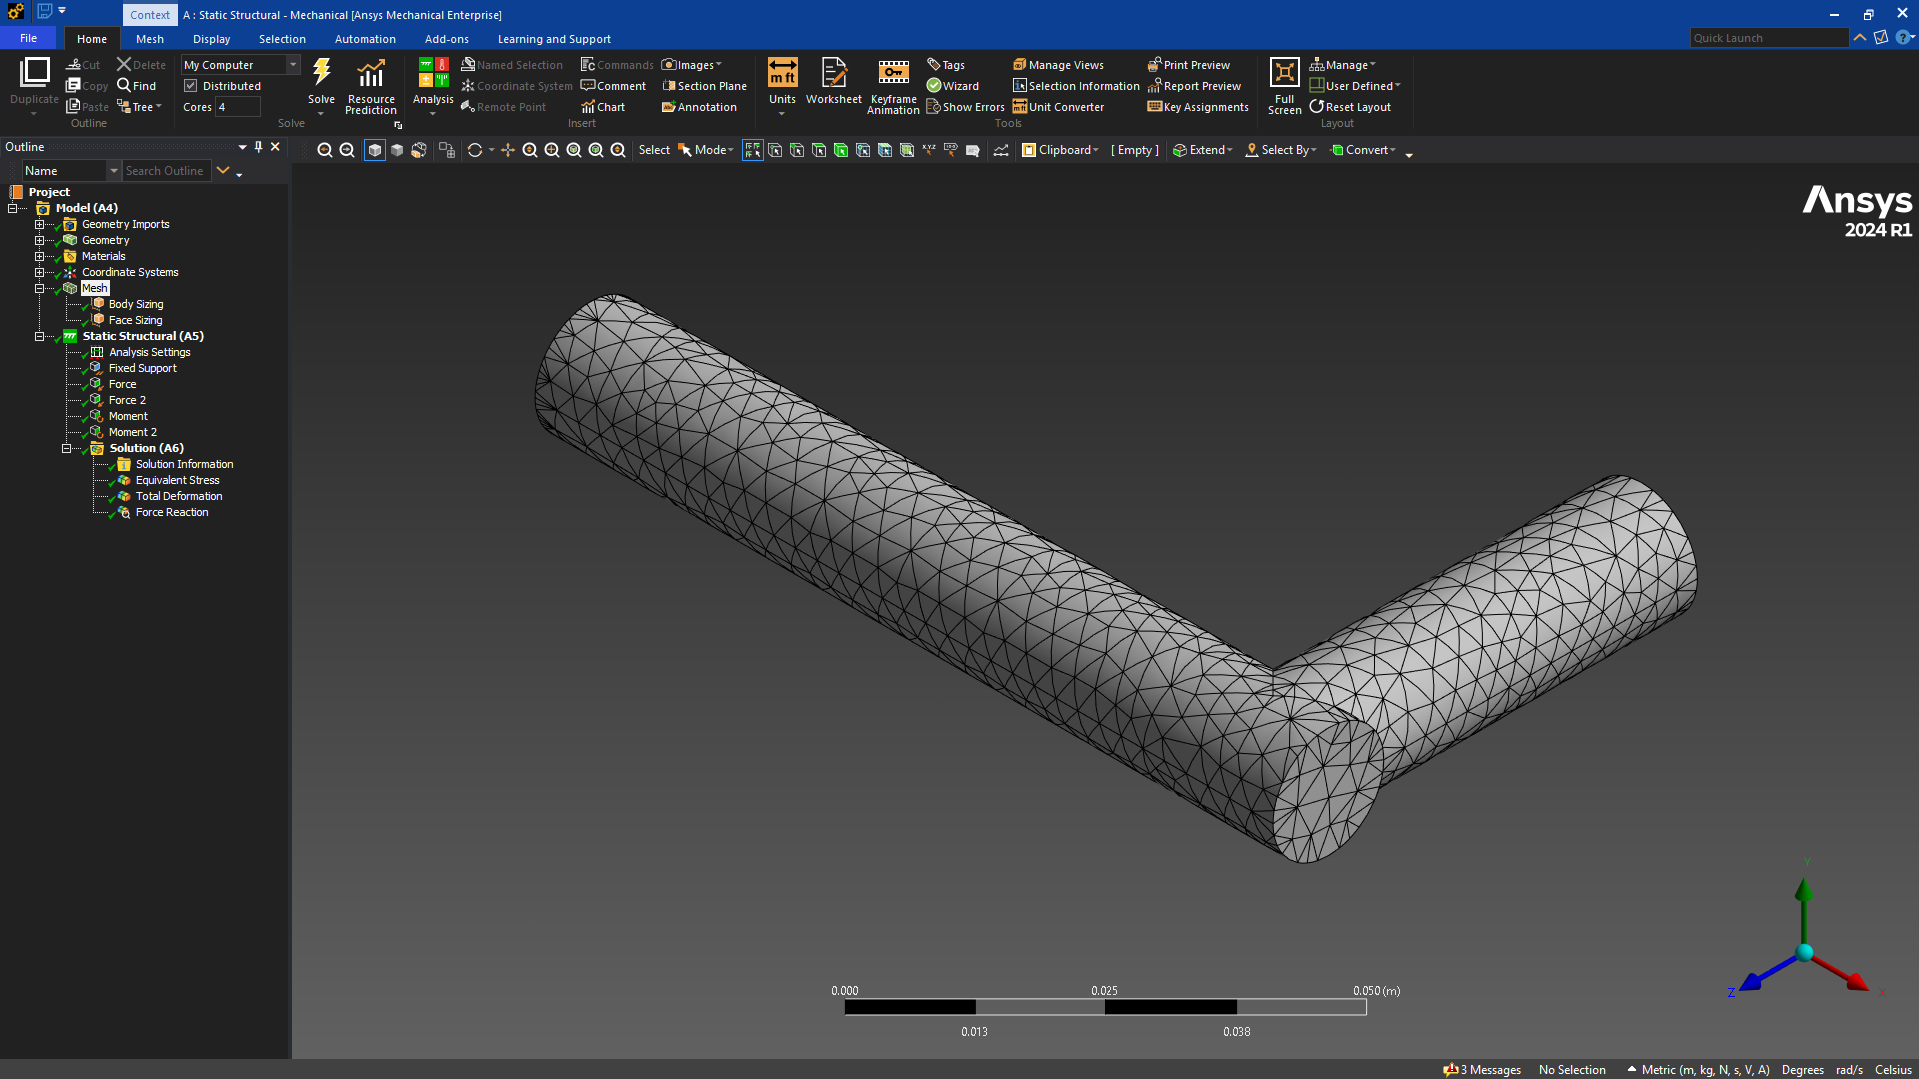 Context A : Static Structural - Mechanical [Ansys Mechanical Enterprise]
File Home Mesh Display Selection Automation Add-ons Learning and Support Quick Launch
Duplicate
Cut
Copy
Paste
Delete
Find
Tree
Outline
My Computer
Distributed
Cores 4
Solve
Resource
Prediction
Solve
Analysis
Named Selection
Coordinate System
Remote Point
Commands
Comment
Chart
Images
Section Plane
Annotation
Insert
Units
Worksheet
Keyframe
Animation
Tags
Wizard
Show Errors
Manage Views
Selection Information
Unit Converter
Print Preview
Report Preview
Key Assignments
Tools
Full
Screen
Manage
User Defined
Reset Layout
Layout
Outline
Select Mode Clipboard [ Empty ] Extend Select By Convert
Name Search Outline
Project
Model (A4)
Geometry Imports
Geometry
Materials
Coordinate Systems
Mesh
Body Sizing
Face Sizing
Static Structural (A5)
Analysis Settings
Fixed Support
Force
Force 2
Moment
Moment 2
Solution (A6)
Solution Information
Equivalent Stress
Total Deformation
Force Reaction
Ansys
2024 R1
Y
Z
X
0.000 0.025 0.050 (m)
0.013 0.038
3 Messages No Selection Metric (m, kg, N, s, V, A) Degrees rad/s Celsius